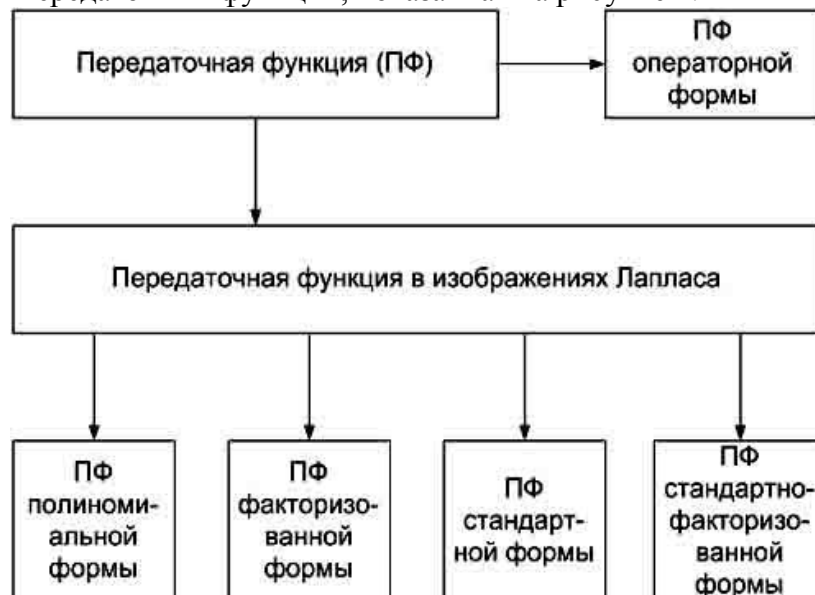 Передаточная функция (ПФ)
ПФ
операторной
формы
Передаточная функция в изображениях Лапласа
ПФ
полиноми-
альной
формы
ПФ
факторизо-
ванной
формы
ПФ
стандарт-
ной формы
ПФ
стандартно-
факторизо-
ванной
формы